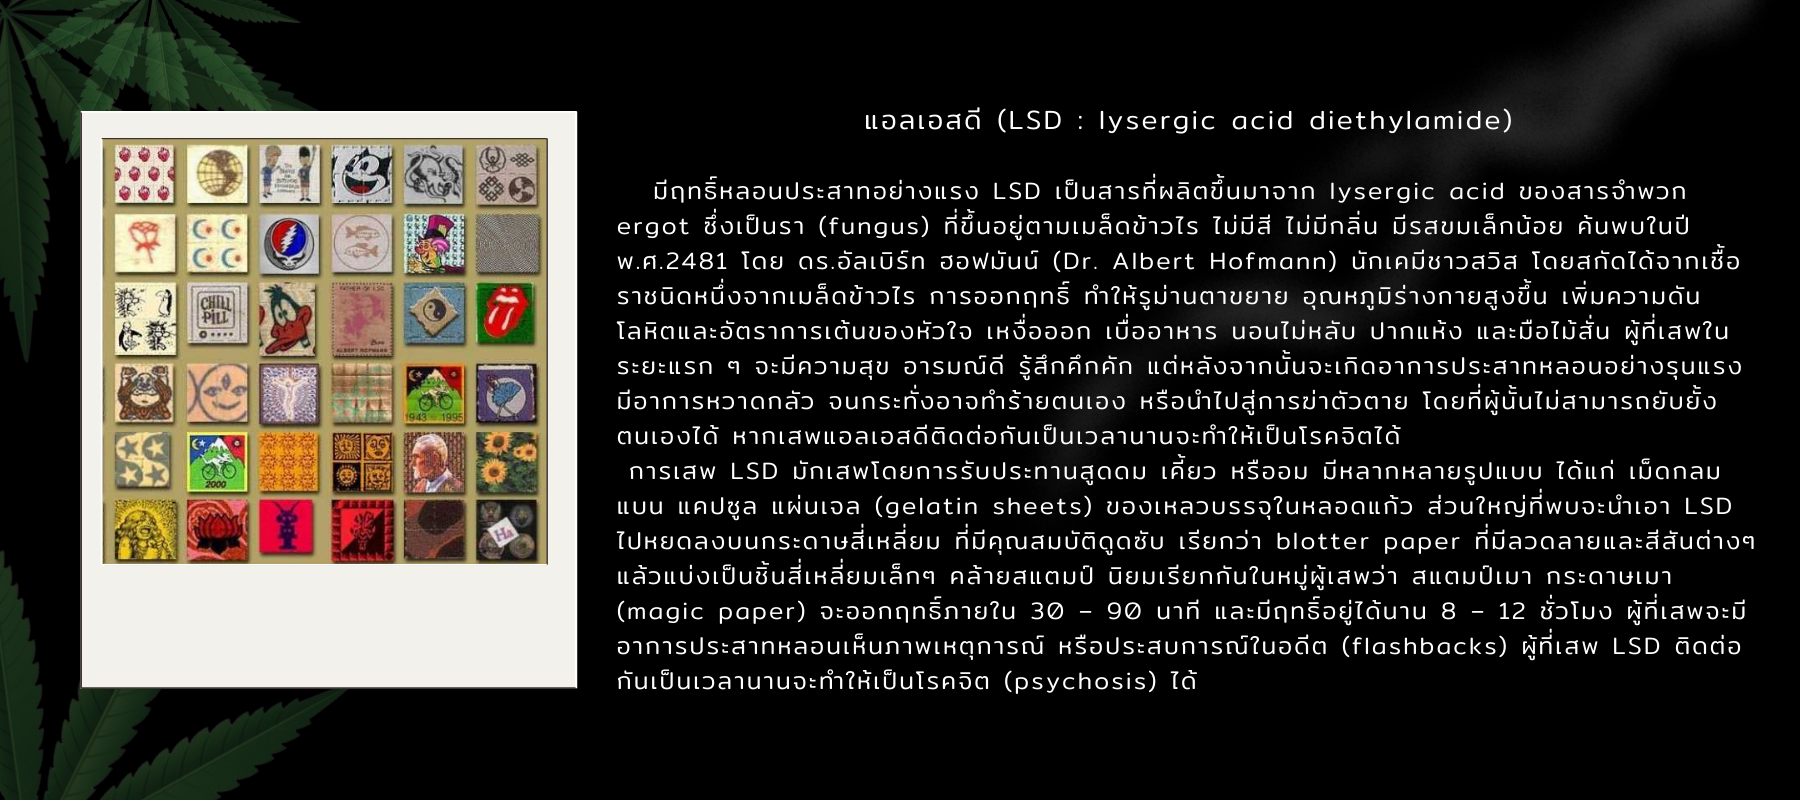 แอลเอสดี (LSD : lysergic acid diethylamide)
มีฤทธิ์หลอนประสาทอย่างแรง LSD เป็นสารที่ผลิตขึ้นมาจาก lysergic acid ของสารจำพวก
ergot ซึ่งเป็นรา (fungus) ที่ขึ้นอยู่ตามเมล็ดข้าวไร ไม่มีสี ไม่มีกลิ่น มีรสขมเล็กน้อย ค้นพบในปี
พ.ศ.2481 โดย ดร.อัลเบิร์ท ฮอฟมันน์ (Dr. Albert Hofmann) นักเคมีชาวสวิส โดยสกัดได้จากเชื้อ
ราชนิดหนึ่งจากเมล็ดข้าวไร การออกฤทธิ์ ทำให้รูม่านตาขยาย อุณหภูมิร่างกายสูงขึ้น เพิ่มความดัน
โลหิตและอัตราการเต้นของหัวใจ เหงื่อออก เบื่ออาหาร นอนไม่หลับ ปากแห้ง และมือไม้สั่น ผู้ที่เสพใน
ระยะแรก ๆ จะมีความสุข อารมณ์ดี รู้สึกคึกคัก แต่หลังจากนั้นจะเกิดอาการประสาทหลอนอย่างรุนแรง
มีอาการหวาดกลัว จนกระทั่งอาจทำร้ายตนเอง หรือนำไปสู่การฆ่าตัวตาย โดยที่ผู้นั้นไม่สามารถยับยั้ง
ตนเองได้ หากเสพแอลเอสดีติดต่อกันเป็นเวลานานจะทำให้เป็นโรคจิตได้
การเสพ LSD มักเสพโดยการรับประทานสูดดม เคี้ยว หรืออม มีหลากหลายรูปแบบ ได้แก่ เม็ดกลม
แบน แคปซูล แผ่นเจล (gelatin sheets) ของเหลวบรรจุในหลอดแก้ว ส่วนใหญ่ที่พบจะนำเอา LSD
ไปหยดลงบนกระดาษสี่เหลี่ยม ที่มีคุณสมบัติดูดซับ เรียกว่า blotter paper ที่มีลวดลายและสีสันต่างๆ
แล้วแบ่งเป็นชิ้นสี่เหลี่ยมเล็กๆ คล้ายสแตมป์ นิยมเรียกกันในหมู่ผู้เสพว่า สแตมป์เมา กระดาษเมา
(magic paper) จะออกฤทธิ์ภายใน 30 – 90 นาที และมีฤทธิ์อยู่ได้นาน 8 – 12 ชั่วโมง ผู้ที่เสพจะมี
อาการประสาทหลอนเห็นภาพเหตุการณ์ หรือประสบการณ์ในอดีต (flashbacks) ผู้ที่เสพ LSD ติดต่อ
กันเป็นเวลานานจะทำให้เป็นโรคจิต (psychosis) ได้
CHILL
PILL
FATHER OF LSD
ALBERT HOFMANN
1943 1995
2000
Ha